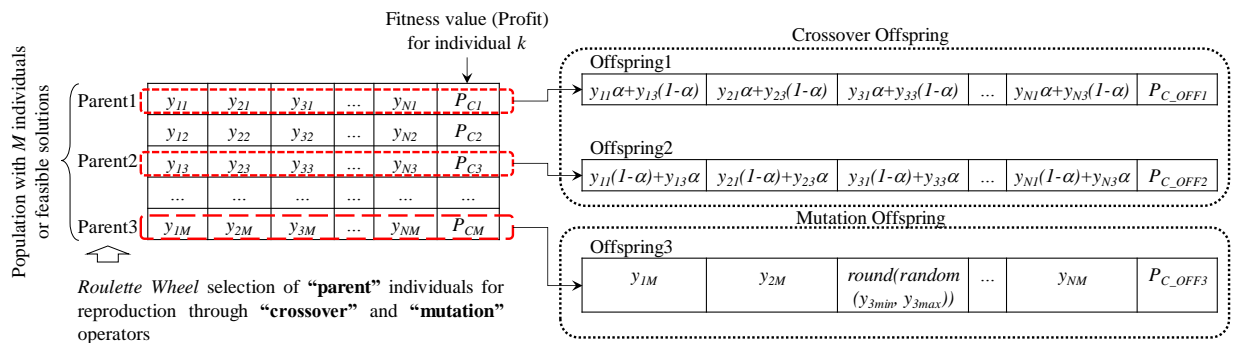 Population with M individuals
or feasible solutions
Fitness value (Profit)
for individual k
Parent1
y11 y21 y31 ... yN1 PC1
y12 y22 y32 ... yN2 PC2
Parent2
y13 y23 y33 ... yN3 PC3
... ... ... ... ... ...
Parent3
y1M y2M y3M ... yNM PCM
Roulette Wheel selection of “parent” individuals for
reproduction through “crossover” and “mutation”
operators
Crossover Offspring
Offspring1
y11α+y13(1-α) y21α+y23(1-α) y31α+y33(1-α) ... yN1α+yN3(1-α) PC_OFF1
Offspring2
y11(1-α)+y13α y21(1-α)+y23α y31(1-α)+y33α ... yN1(1-α)+yN3α PC_OFF2
Mutation Offspring
Offspring3
y1M y2M round(random ... yNM PC_OFF3
(y3min, y3max))